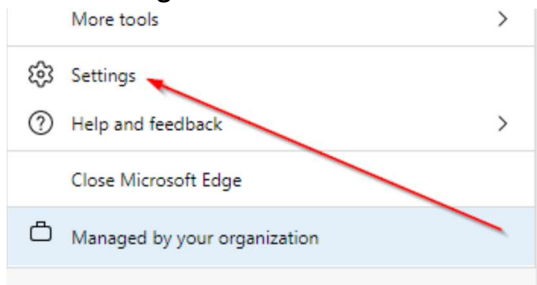 More tools
Settings
Help and feedback
Close Microsoft Edge
Managed by your organization